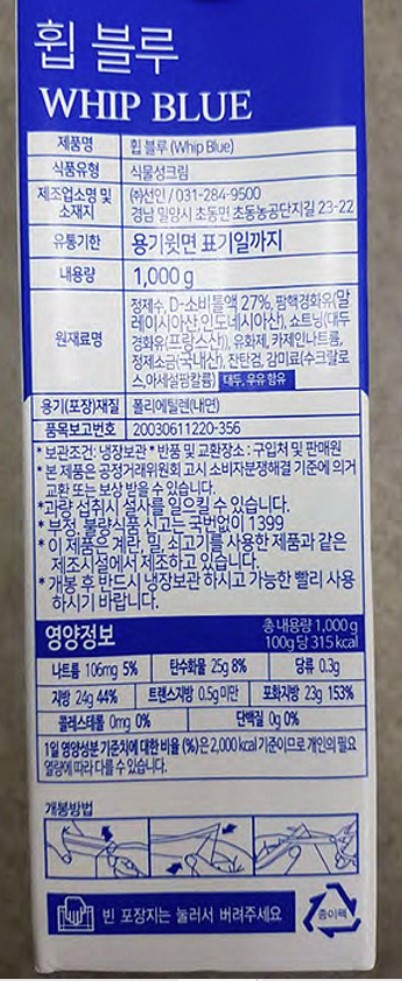 휩 블루
WHIP BLUE
제품명 휩 블루 (Whip Blue)
식품유형 식물성크림
제조업소명 및 소재지 ㈜선인 / 031-284-9500
경남 밀양시 초동면 초동농공단지길 23-22
유통기한 용기윗면 표기일까지
내용량 1,000 g
원재료명 정제수, D-소비톨액 27%, 팜핵경화유(말
레이시아산,인도네시아산), 쇼트닝(대두
경화유(프랑스산)), 유화제, 카제인나트륨,
정제소금(국내산), 잔탄검, 감미료(수크랄로
스,아세설팜칼륨) 대두, 우유 함유
용기(포장)재질 폴리에틸렌(내면)
품목보고번호 20030611220-356
* 보관조건: 냉장보관 * 반품 및 교환장소 : 구입처 및 판매원
* 본 제품은 공정거래위원회 고시 소비자분쟁해결 기준에 의거
교환 또는 보상 받을 수 있습니다.
*과량 섭취시 설사를 일으킬 수 있습니다.
* 부정, 불량식품 신고는 국번없이 1399
* 이 제품은 계란, 밀, 쇠고기를 사용한 제품과 같은
제조시설에서 제조하고 있습니다.
* 개봉 후 반드시 냉장보관 하시고 가능한 빨리 사용
하시기 바랍니다.
영양정보
총 내용량 1,000 g
100g 당 315 kcal
나트륨 106mg 5% 탄수화물 25g 8% 당류 0.3g
지방 24g 44% 트랜스지방 0.5g 미만 포화지방 23g 153%
콜레스테롤 0mg 0% 단백질 0g 0%
1일 영양성분 기준치에 대한 비율 (%)은 2,000 kcal 기준이므로 개인의 필요
열량에 따라 다를 수 있습니다.
개봉방법
빈 포장지는 눌러서 버려주세요
종이팩